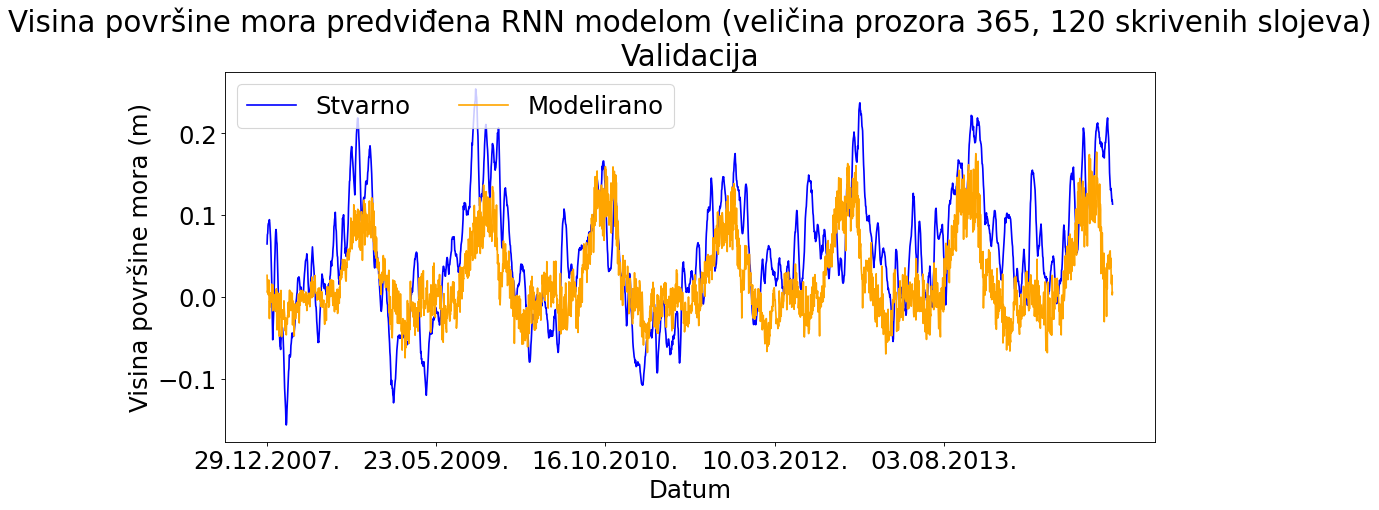 Visina površine mora predviđena RNN modelom (veličina prozora 365, 120 skrivenih slojeva)
Validacija
Stvarno Modelirano
Visina površine mora (m)
0.2
0.1
0.0
−0.1
29.12.2007. 23.05.2009. 16.10.2010. 10.03.2012. 03.08.2013.
Datum